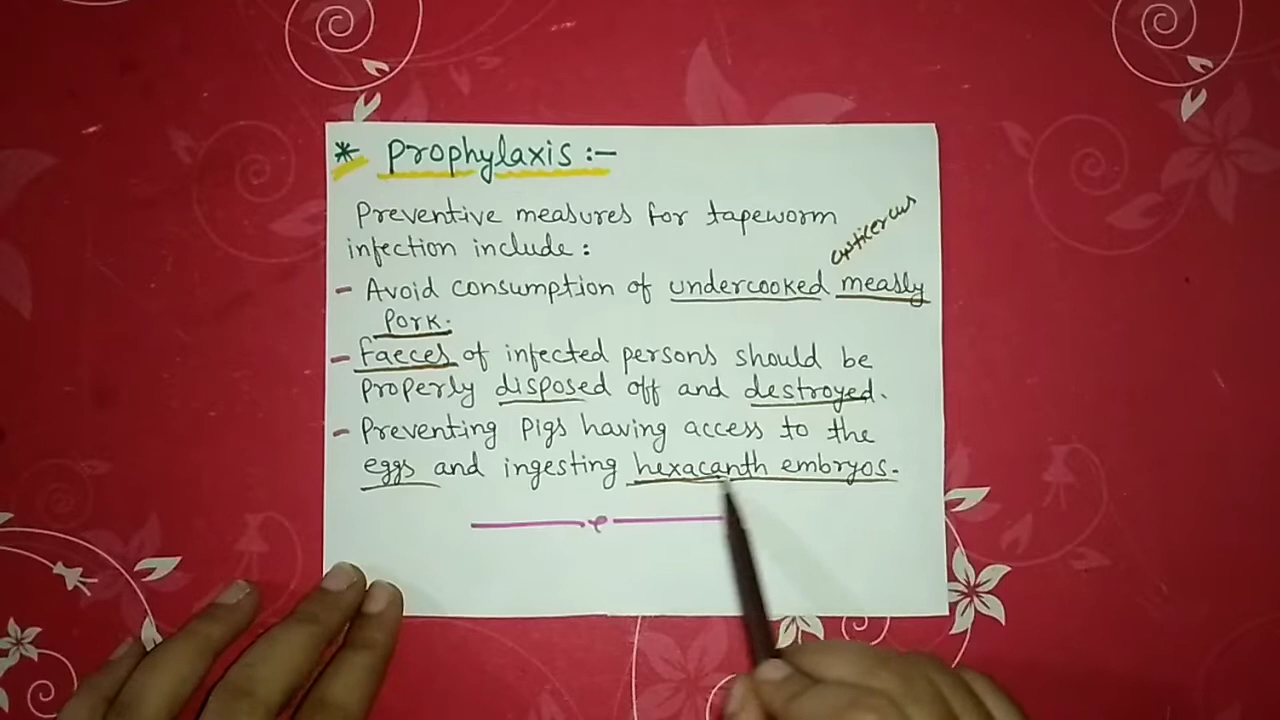 * Prophylaxis :-
Preventive measures for tapeworm
infection include :
cysticercus
- Avoid consumption of undercooked measly
Pork.
- Faeces of infected persons should be
properly disposed off and destroyed.
- Preventing Pigs having access to the
eggs and ingesting hexacanth embryos.